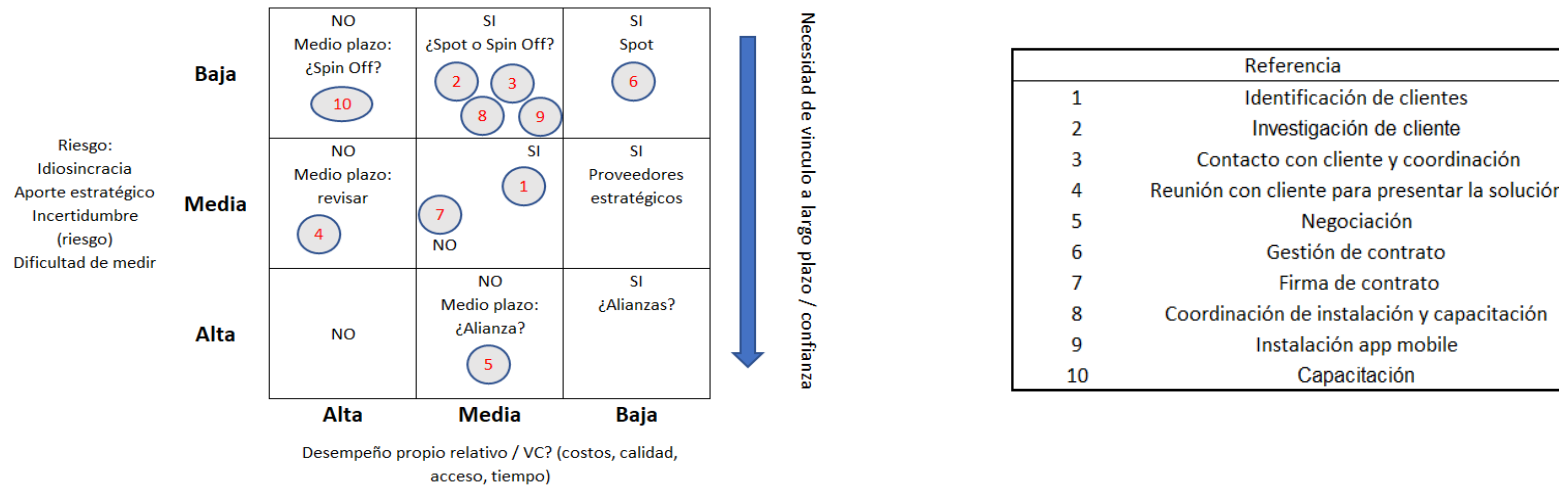 Riesgo:
Idiosincracia
Aporte estratégico
Incertidumbre
(riesgo)
Dificultad de medir
Baja
NO
Medio plazo:
¿Spin Off?
10
SI
¿Spot o Spin Off?
2
3
8
9
SI
Spot
6
Media
NO
Medio plazo:
revisar
4
SI
1
7
NO
SI
Proveedores
estratégicos
Alta
NO
NO
Medio plazo:
¿Alianza?
5
SI
¿Alianzas?
Alta
Media
Baja
Desempeño propio relativo / VC? (costos, calidad,
acceso, tiempo)
Necesidad de vinculo a largo plazo / confianza
Referencia
1 Identificación de clientes
2 Investigación de cliente
3 Contacto con cliente y coordinación
4 Reunión con cliente para presentar la solución
5 Negociación
6 Gestión de contrato
7 Firma de contrato
8 Coordinación de instalación y capacitación
9 Instalación app mobile
10 Capacitación